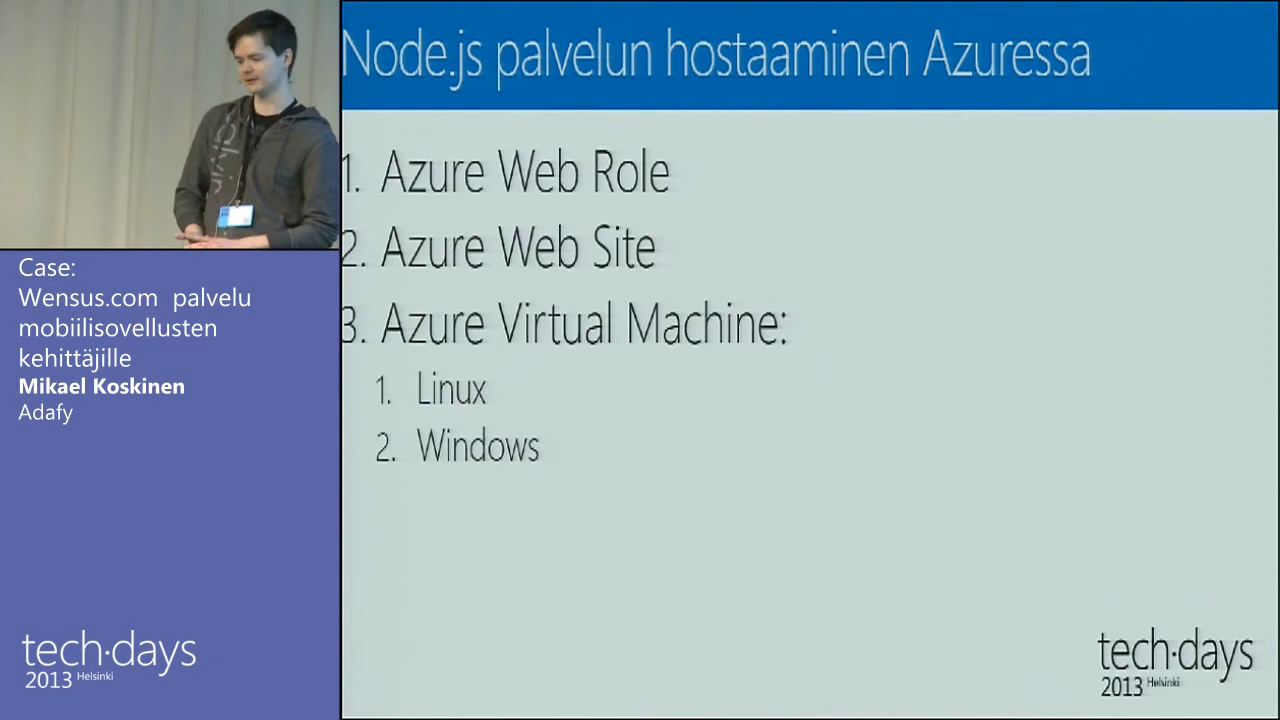 Node.js palvelun hostaaminen Azuressa
1. Azure Web Role
2. Azure Web Site
3. Azure Virtual Machine:
1. Linux
2. Windows
Case:
Wensus.com palvelu
mobiilisovellusten
kehittäjille
Mikael Koskinen
Adafy
tech·days
2013 Helsinki
tech·days
2013 Helsinki